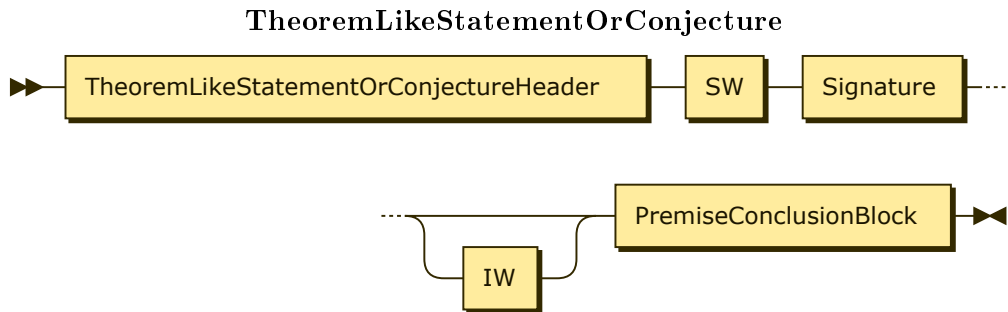 TheoremLikeStatementOrConjecture
TheoremLikeStatementOrConjectureHeader SW Signature
PremiseConclusionBlock
IW